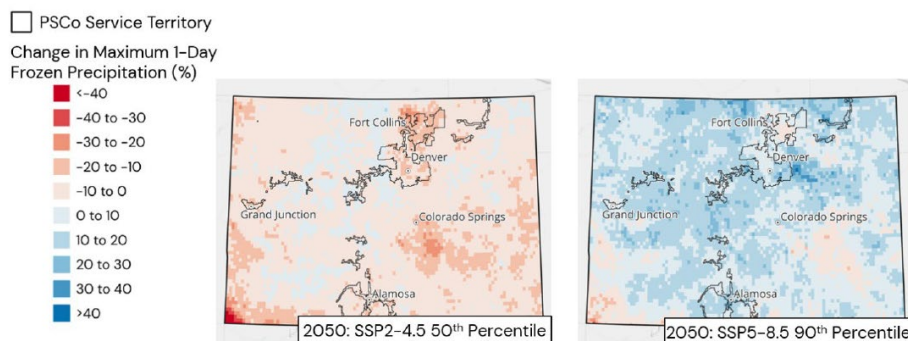 PSCo Service Territory
Change in Maximum 1-Day
Frozen Precipitation (%)
<-40
-40 to -30
-30 to -20
-20 to -10
-10 to 0
0 to 10
10 to 20
20 to 30
30 to 40
>40
Fort Collins
Denver
Grand Junction
Colorado Springs
Alamosa
2050: SSP2-4.5 50th Percentile
Fort Collins
Denver
Grand Junction
Colorado Springs
Alamosa
2050: SSP5-8.5 90th Percentile